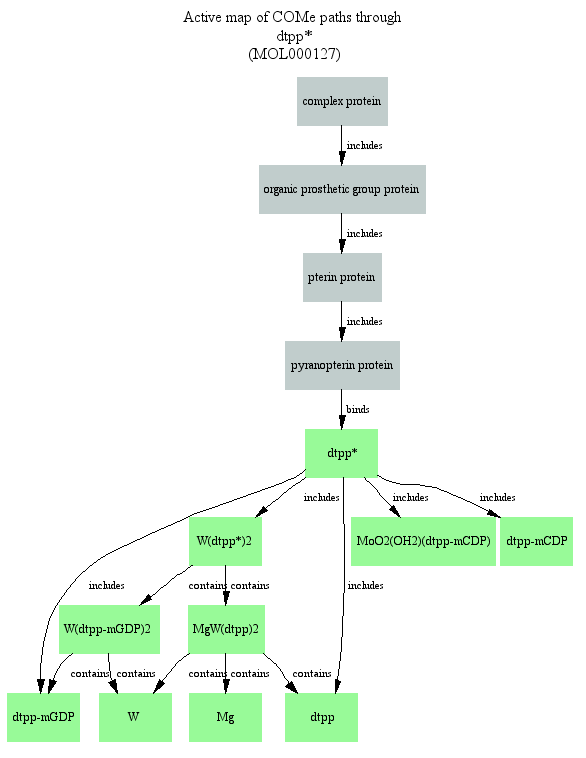 Active map of COMe paths through
dtpp*
(MOL000127)
complex protein
includes
organic prosthetic group protein
includes
pterin protein
includes
pyranopterin protein
binds
dtpp*
includes
includes
includes
W(dtpp*)2
MoO2(OH2)(dtpp-mCDP)
dtpp-mCDP
includes
contains
contains
includes
W(dtpp-mGDP)2
MgW(dtpp)2
contains
contains
contains
contains
contains
dtpp-mGDP
W
Mg
dtpp